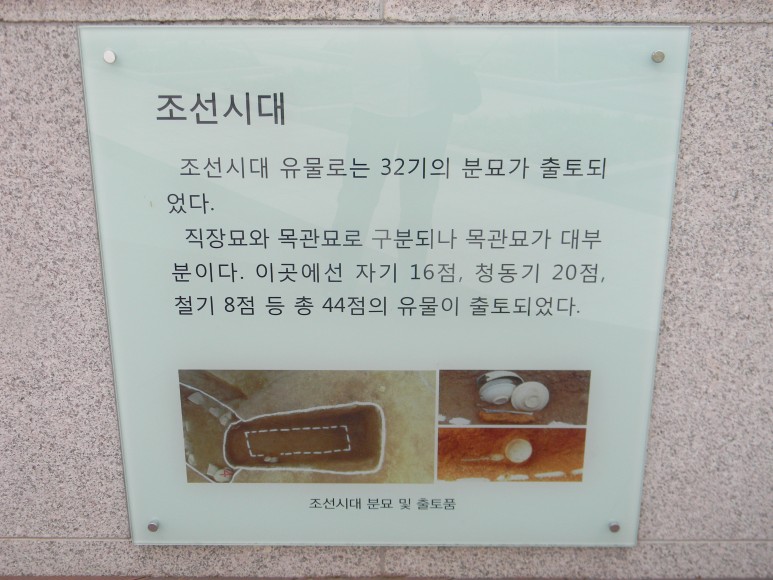 조선시대
조선시대 유물로는 32기의 분묘가 출토되
었다.
직장묘와 목관묘로 구분되나 목관묘가 대부
분이다. 이곳에선 자기 16점, 청동기 20점,
철기 8점 등 총 44점의 유물이 출토되었다.
조선시대 분묘 및 출토품